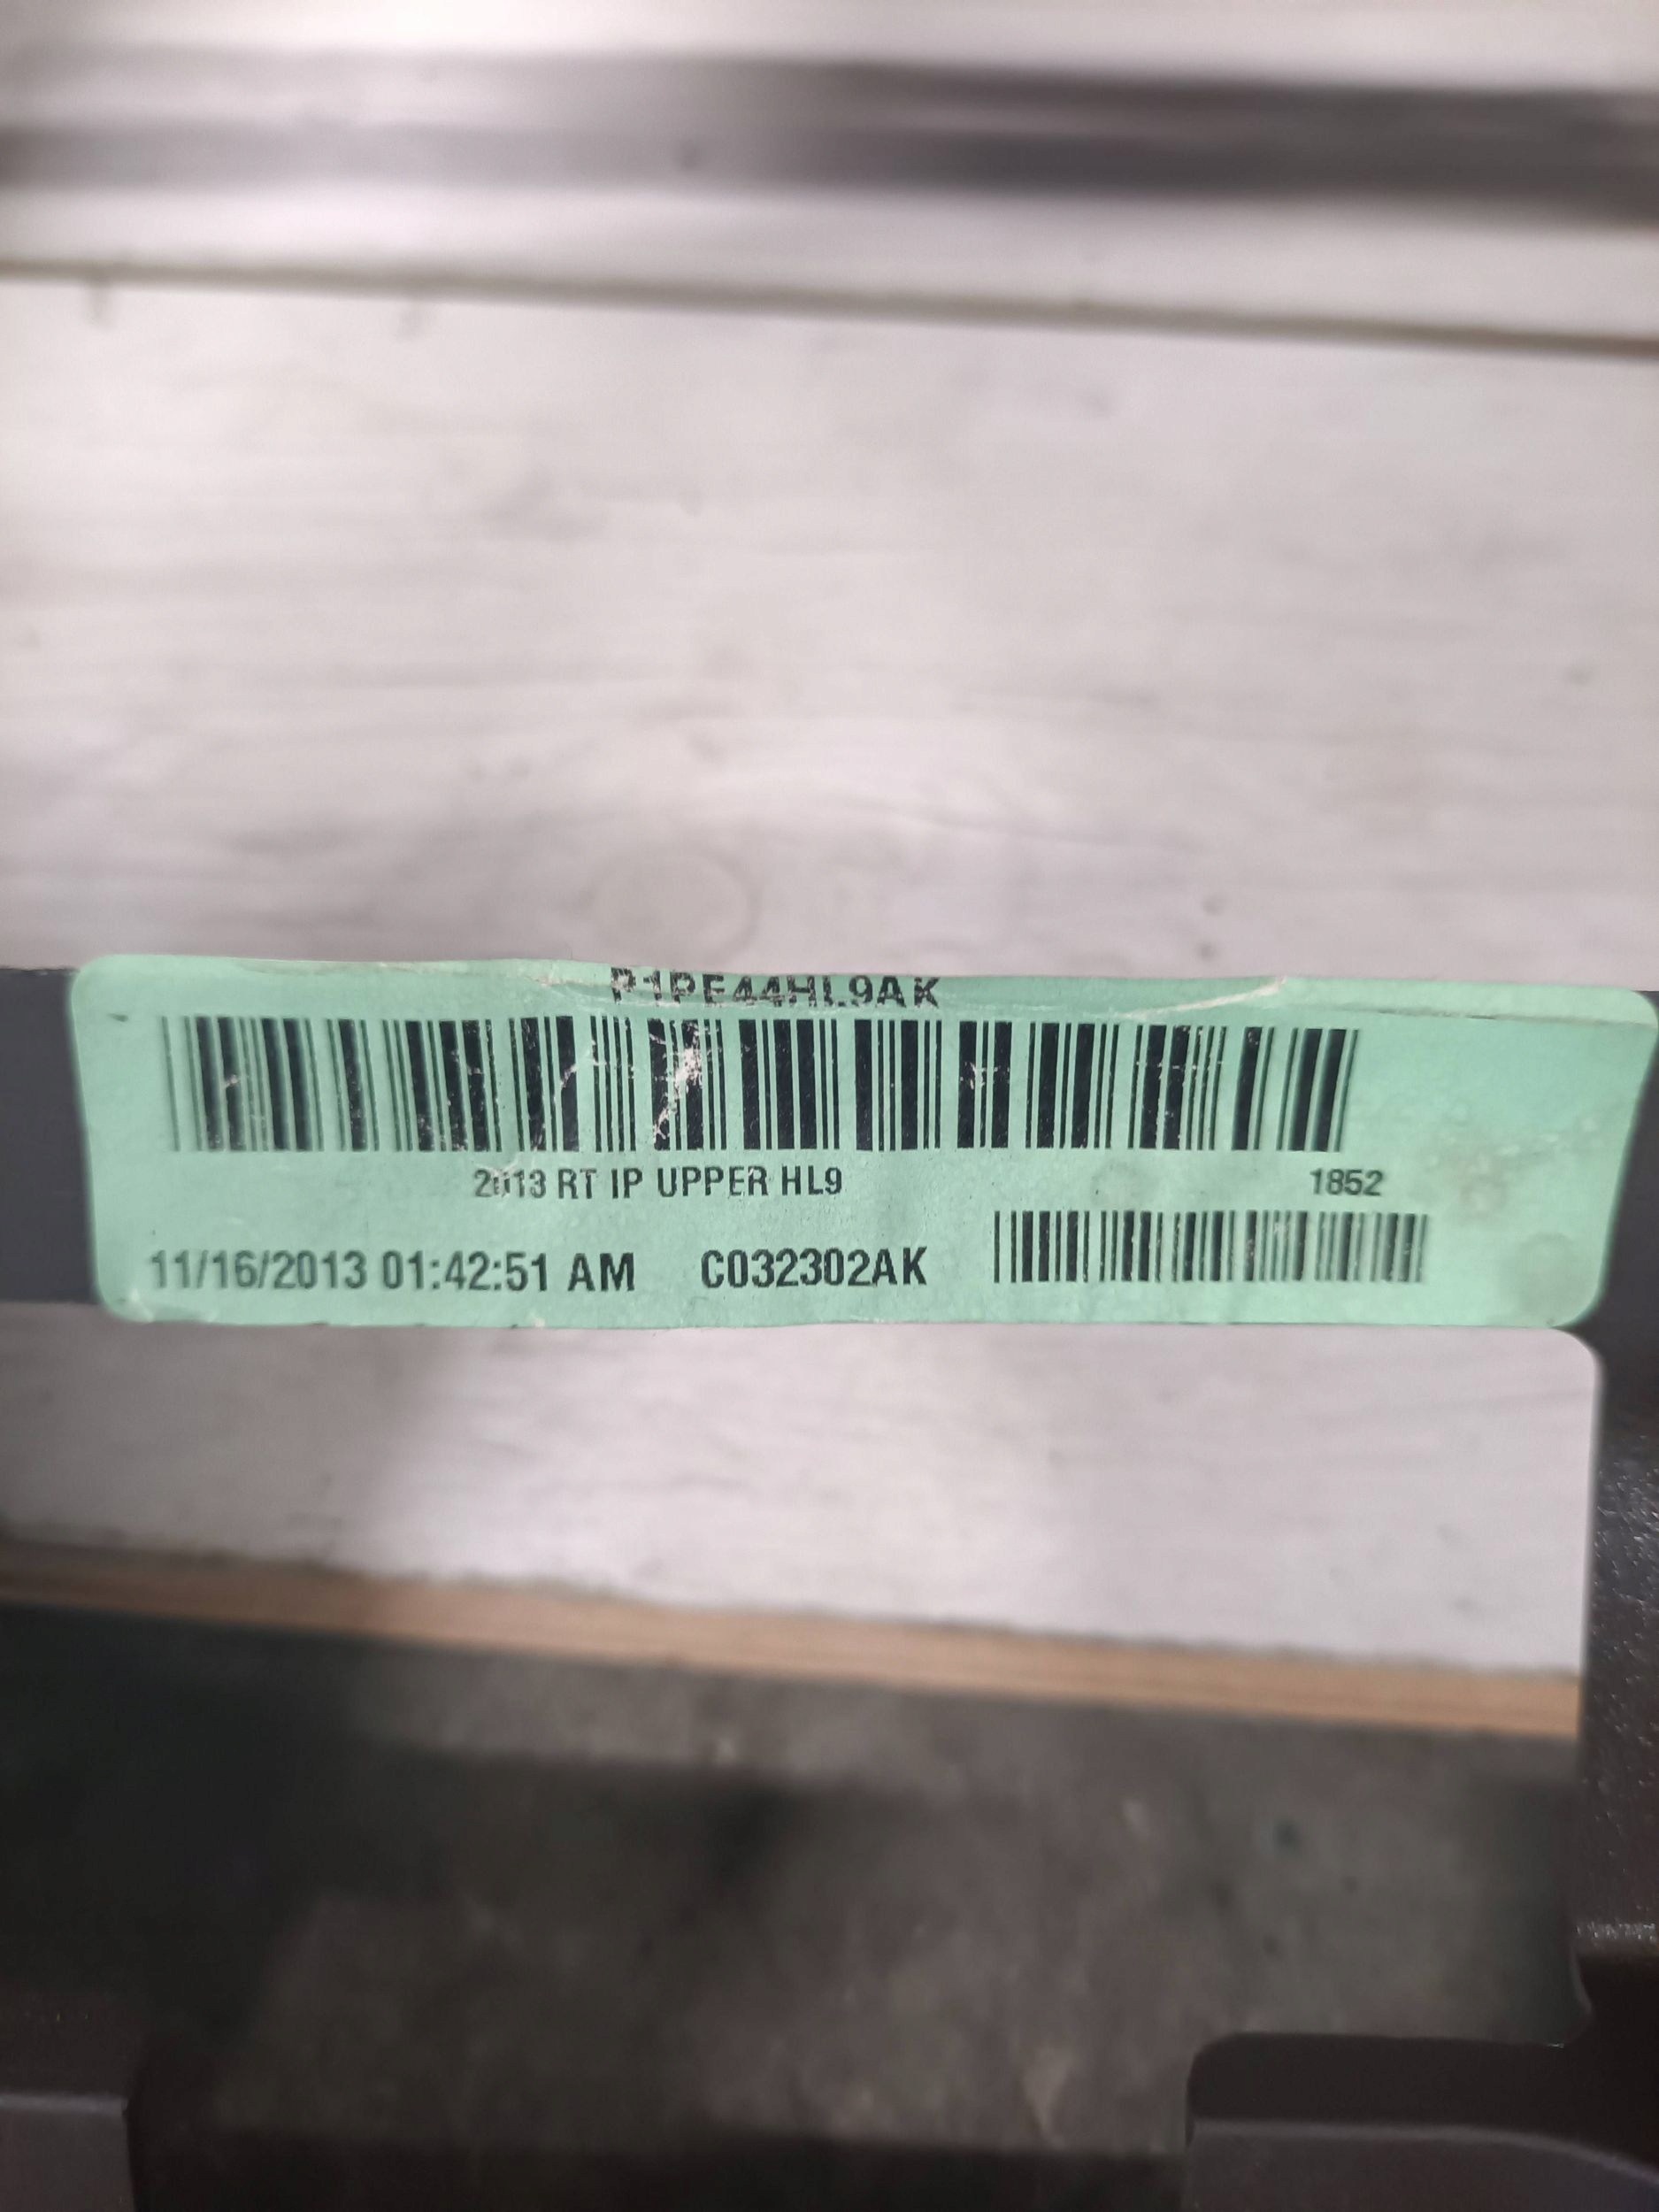 P1PE44HL9AK
2013 RT IP UPPER HL9 1852
11/16/2013 01:42:51 AM C032302AK